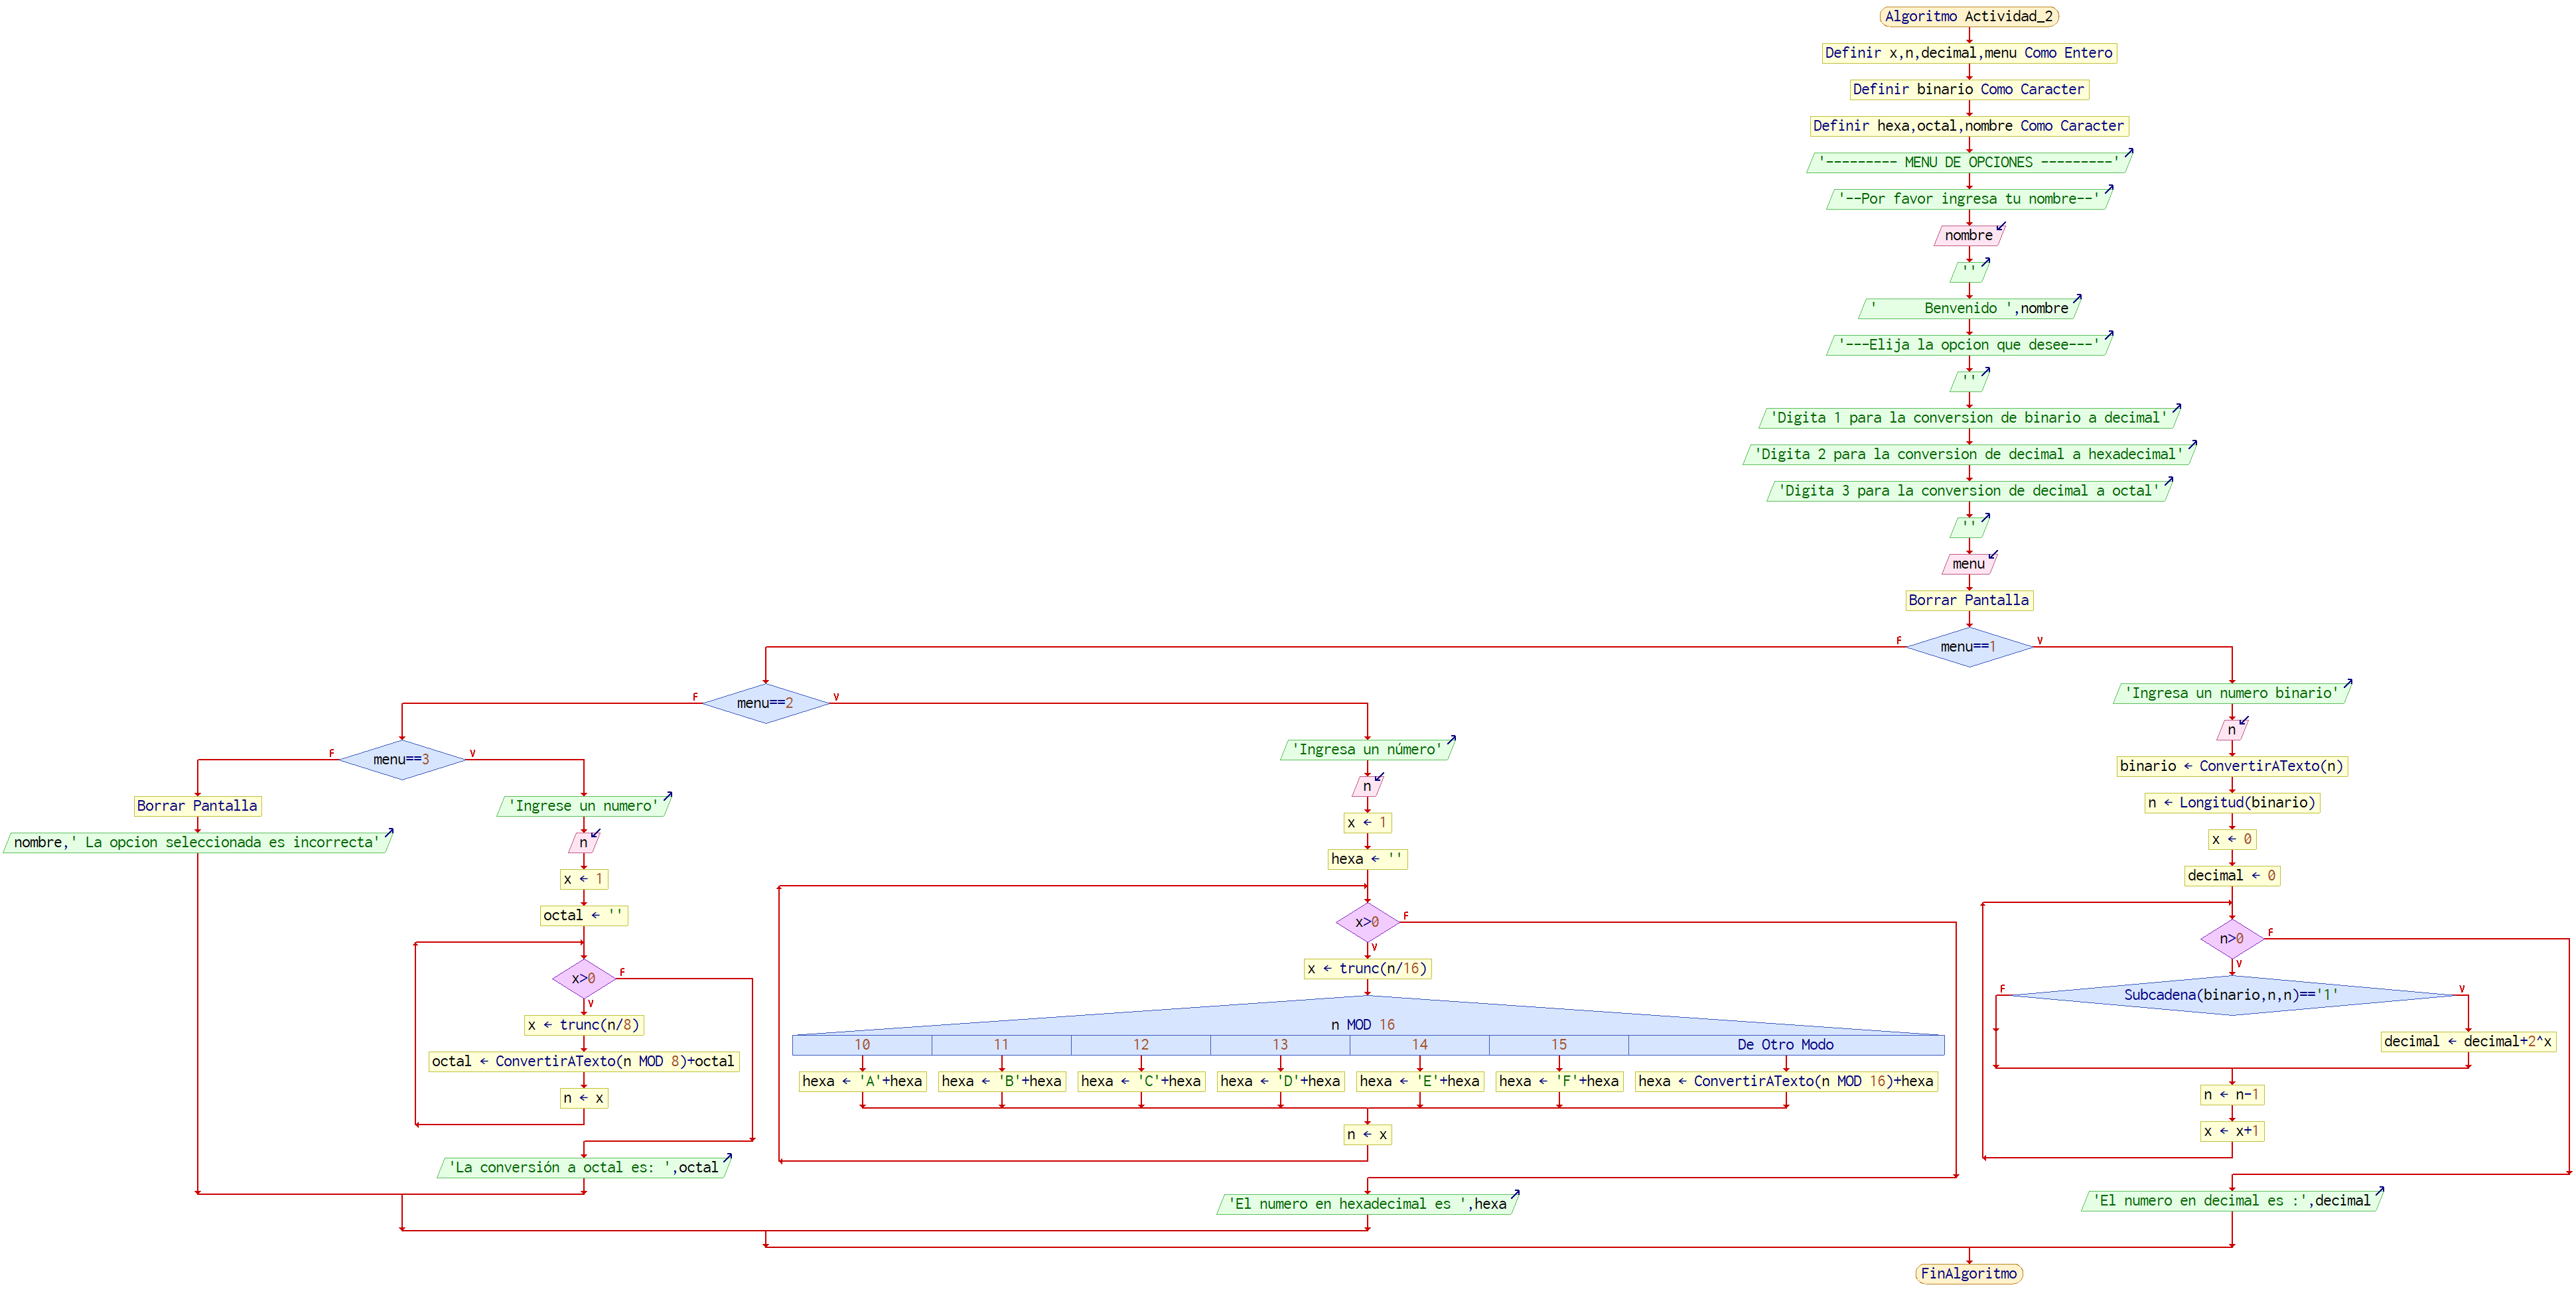 Algoritmo Actividad_2
Definir x,n,decimal,menu Como Entero
Definir binario Como Caracter
Definir hexa,octal,nombre Como Caracter
'--------- MENU DE OPCIONES ---------'
'--Por favor ingresa tu nombre--'
nombre
''
'      Benvenido ',nombre
'---Elija la opcion que desee---'
''
'Digita 1 para la conversion de binario a decimal'
'Digita 2 para la conversion de decimal a hexadecimal'
'Digita 3 para la conversion de decimal a octal'
''
menu
Borrar Pantalla
F menu==1 V
F menu==2 V
F menu==3 V
Borrar Pantalla
nombre,' La opcion seleccionada es incorrecta'
'Ingrese un numero'
n
x ← 1
octal ← ''
x>0 F
V
x ← trunc(n/8)
octal ← ConvertirATexto(n MOD 8)+octal
n ← x
'La conversión a octal es: ',octal
'Ingresa un número'
n
x ← 1
hexa ← ''
x>0 F
V
x ← trunc(n/16)
n MOD 16
10 11 12 13 14 15 De Otro Modo
hexa ← 'A'+hexa hexa ← 'B'+hexa hexa ← 'C'+hexa hexa ← 'D'+hexa hexa ← 'E'+hexa hexa ← 'F'+hexa hexa ← ConvertirATexto(n MOD 16)+hexa
n ← x
'El numero en hexadecimal es ',hexa
'Ingresa un numero binario'
n
binario ← ConvertirATexto(n)
n ← Longitud(binario)
x ← 0
decimal ← 0
n>0 F
V
F Subcadena(binario,n,n)=='1' V
decimal ← decimal+2^x
n ← n-1
x ← x+1
'El numero en decimal es :',decimal
FinAlgoritmo